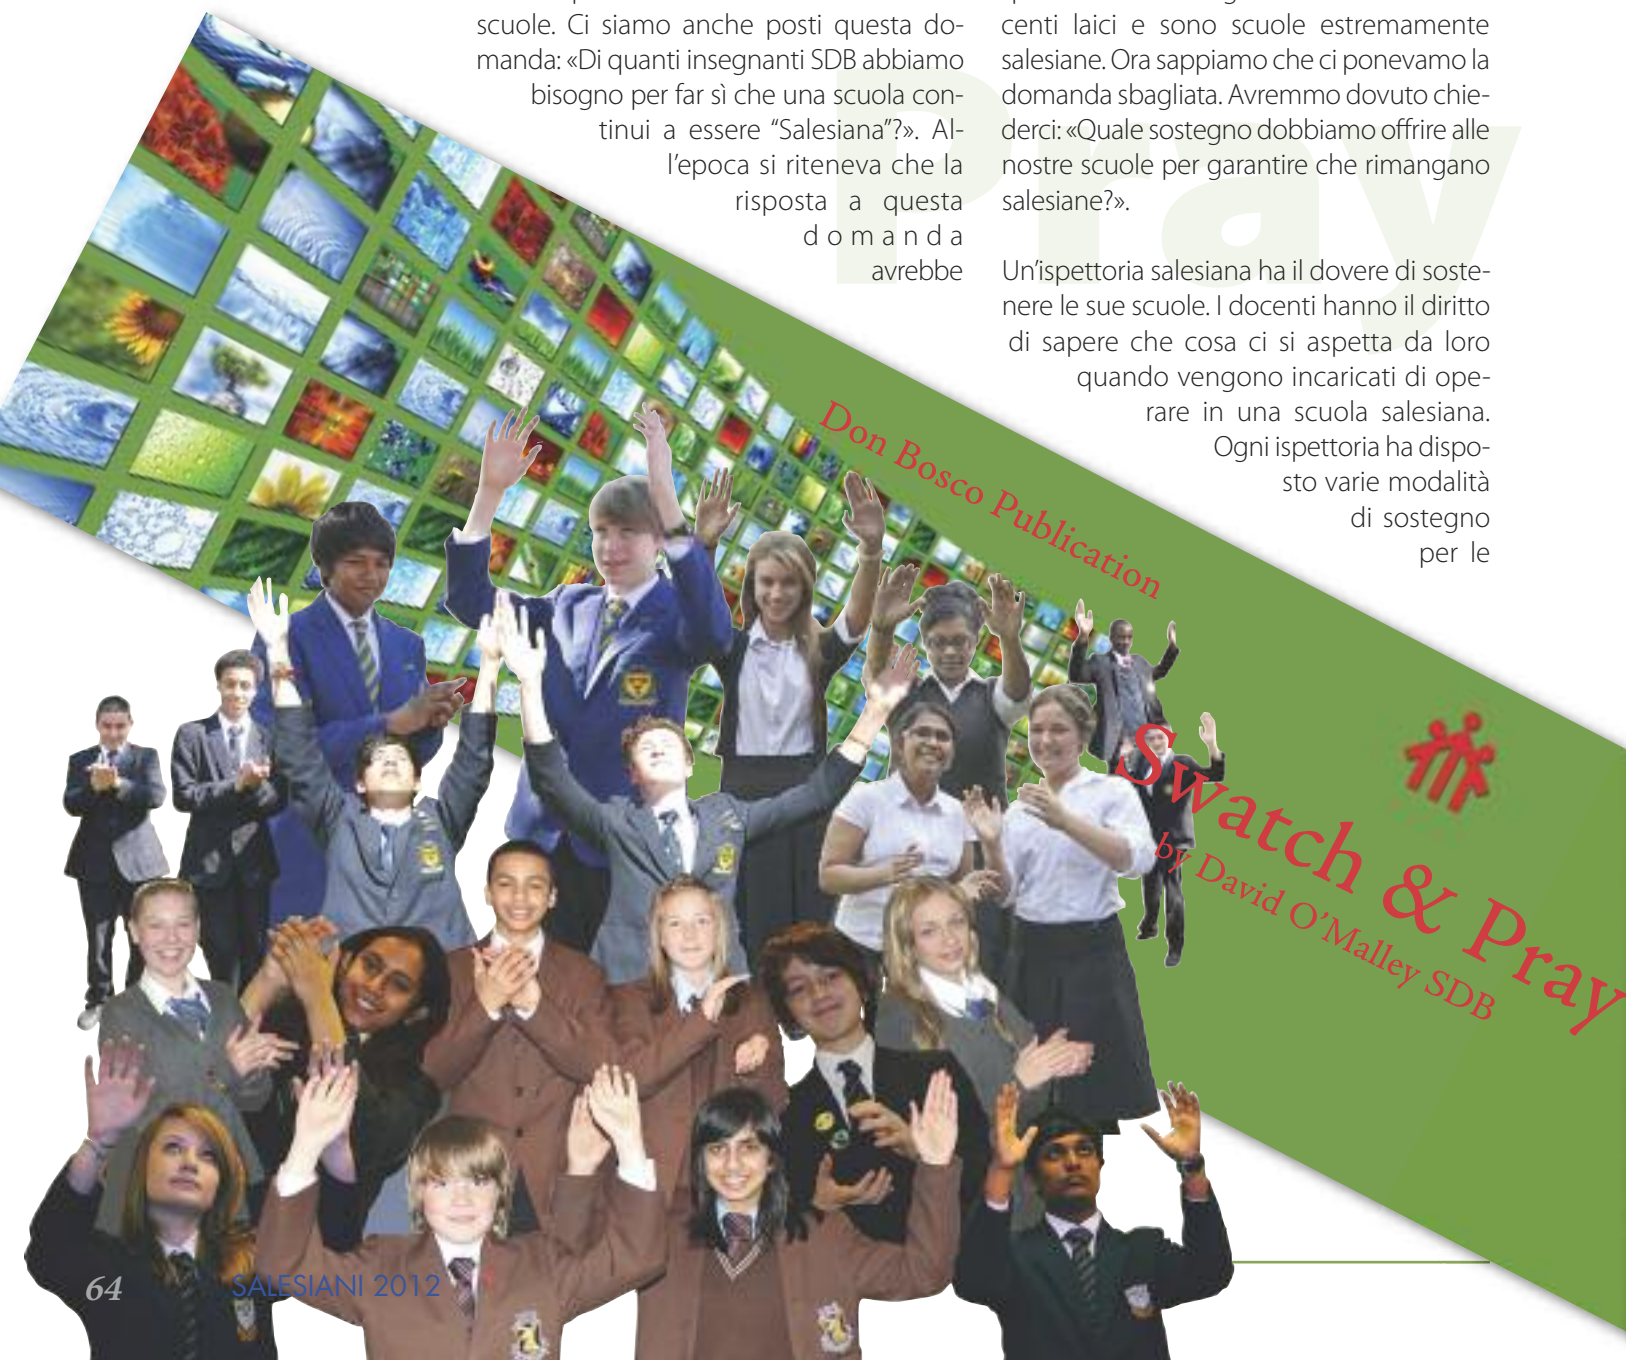 scuole. Ci siamo anche posti questa do-
manda: «Di quanti insegnanti SDB abbiamo
bisogno per far sì che una scuola con-
tinui a essere “Salesiana”?». Al-
l’epoca si riteneva che la
risposta a questa
domanda
avrebbe
centi laici e sono scuole estremamente
salesiane. Ora sappiamo che ci ponevamo la
domanda sbagliata. Avremmo dovuto chie-
derci: «Quale sostegno dobbiamo offrire alle
nostre scuole per garantire che rimangano
salesiane?».
Un’ispettoria salesiana ha il dovere di soste-
nere le sue scuole. I docenti hanno il diritto
di sapere che cosa ci si aspetta da loro
quando vengono incaricati di ope-
rare in una scuola salesiana.
Ogni ispettoria ha dispo-
sto varie modalità
di sostegno
per le
Pray
Don Bosco Publication
Swatch & Pray
by David O’Malley SDB
64
SALESIANI 2012